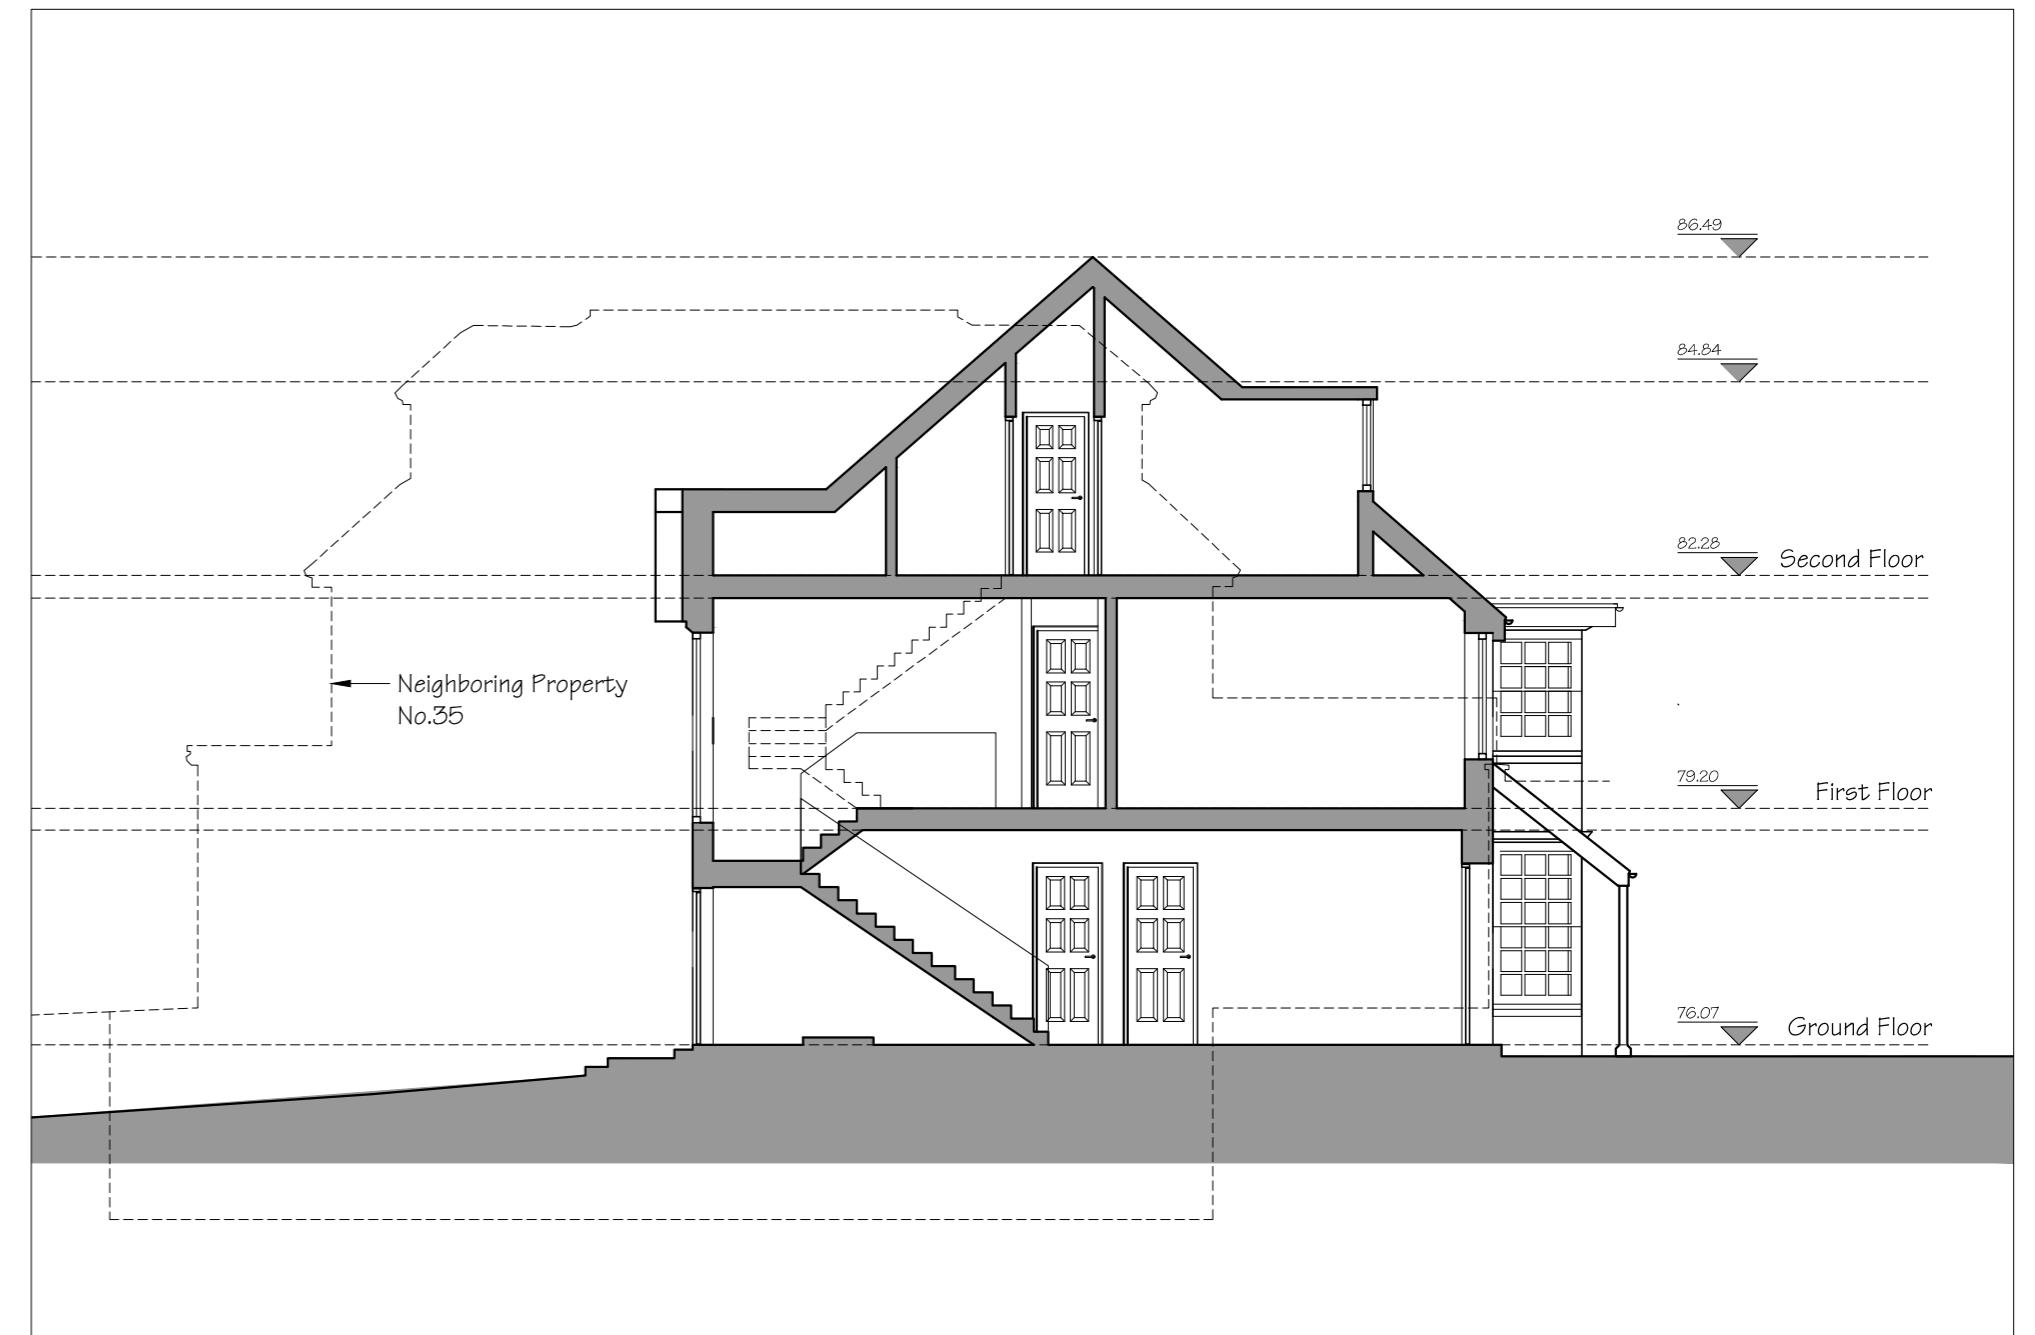 86.49
84.84
82.28
Second Floor
Neighboring Property
No.35
79.20
First Floor
76.07
Ground Floor